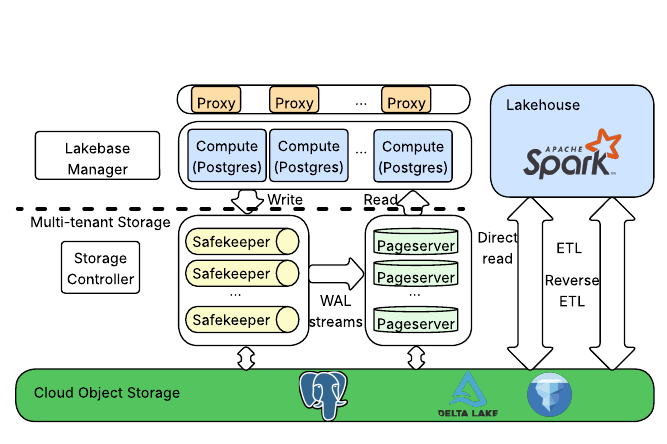 Proxy
Proxy
...
Proxy
Lakehouse
APACHE
Spark
Lakebase
Manager
Compute
(Postgres)
Compute
(Postgres)
...
Compute
(Postgres)
Write
Read
Multi-tenant Storage
Storage
Controller
Safekeeper
Safekeeper
...
Safekeeper
WAL
streams
Pageserver
Pageserver
...
Pageserver
Direct
read
ETL
Reverse
ETL
Cloud Object Storage
DELTA LAKE